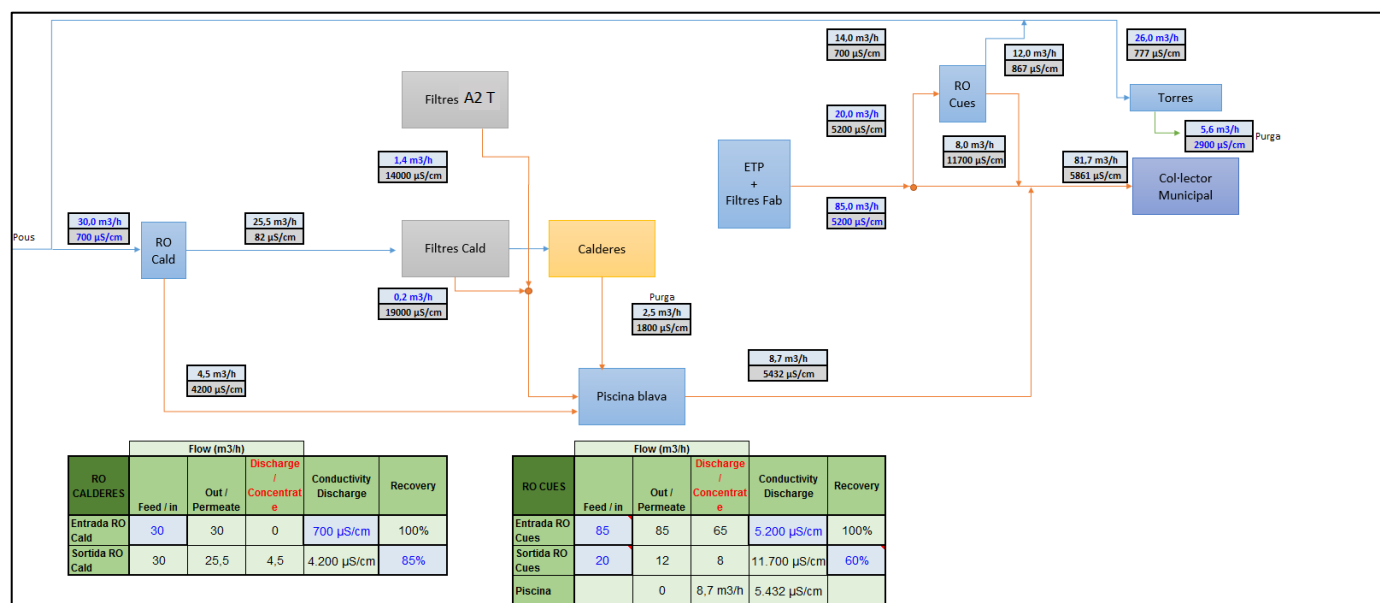 14,0 m3/h
700 µS/cm
12,0 m3/h
867 µS/cm
26,0 m3/h
777 µS/cm
Filtres A2 T
RO
Cues
Torres
20,0 m3/h
5200 µS/cm
5,6 m3/h
2900 µS/cm
Purga
1,4 m3/h
14000 µS/cm
ETP
+
Filtres Fab
8,0 m3/h
11700 µS/cm
81,7 m3/h
5861 µS/cm
Col·lector
Municipal
85,0 m3/h
5200 µS/cm
Pous
30,0 m3/h
700 µS/cm
RO
Cald
25,5 m3/h
82 µS/cm
Filtres Cald
Calderes
0,2 m3/h
19000 µS/cm
Purga
2,5 m3/h
1800 µS/cm
4,5 m3/h
4200 µS/cm
Piscina blava
8,7 m3/h
5432 µS/cm
Flow (m3/h)
RO
CALDERES
Feed / in
Out /
Permeate
Discharge
/
Concentrat
e
Conductivity
Discharge
Recovery
Entrada RO
Cald
30
30
0
700 µS/cm
100%
Sortida RO
Cald
30
25,5
4,5
4.200 µS/cm
85%
Flow (m3/h)
RO CUES
Feed / in
Out /
Permeate
Discharge
/
Concentrat
e
Conductivity
Discharge
Recovery
Entrada RO
Cues
85
85
65
5.200 µS/cm
100%
Sortida RO
Cues
20
12
8
11.700 µS/cm
60%
Piscina
0
8,7 m3/h
5.432 µS/cm